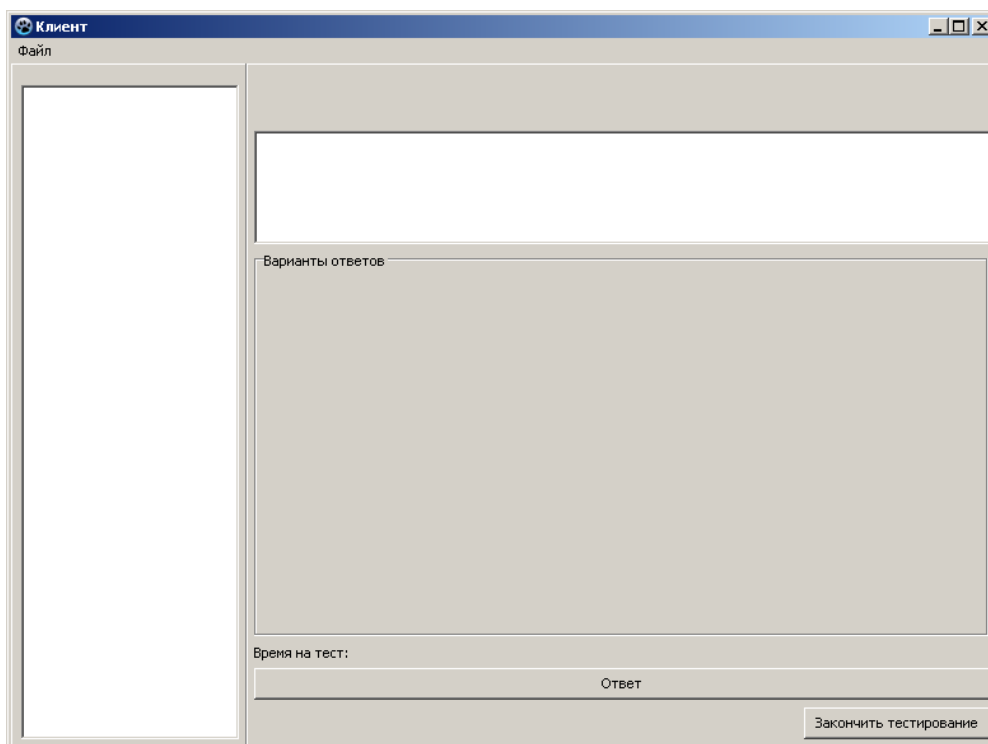 Клиент
Файл
Варианты ответов
Время на тест:
Ответ
Закончить тестирование